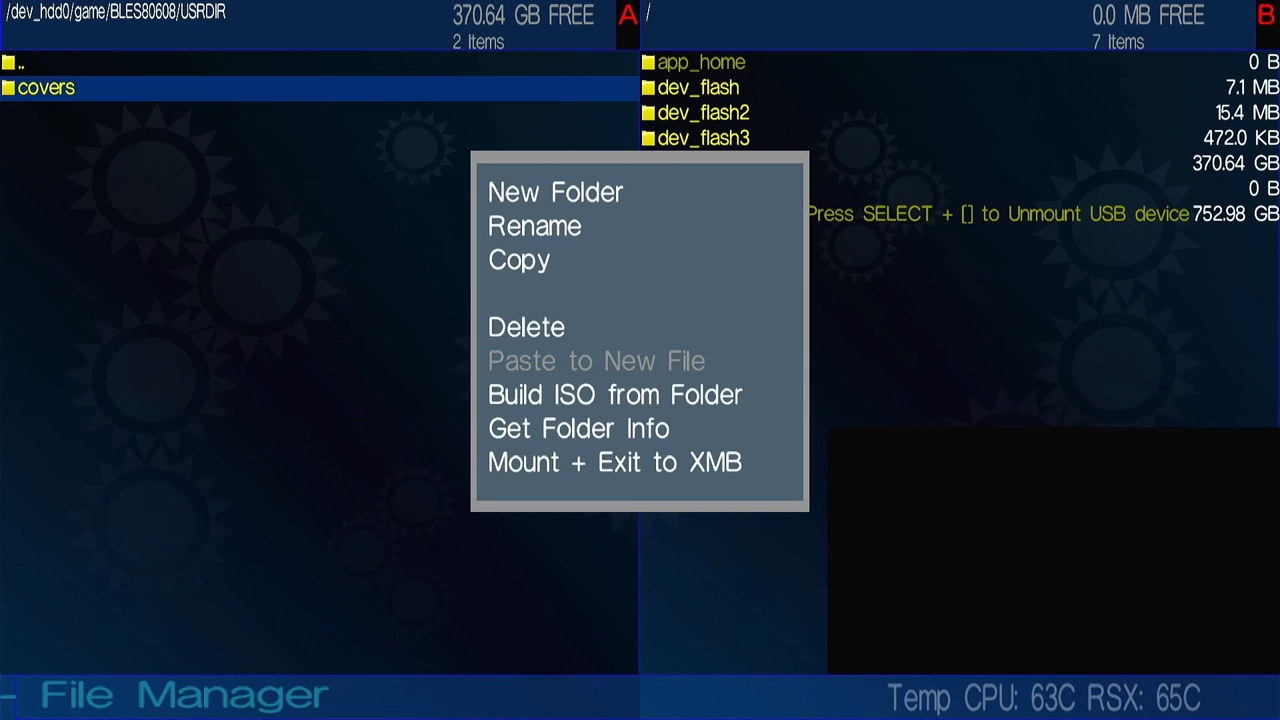 /dev_hdd0/game/BLES80608/USRDIR
370.64 GB FREE
A
2 Items
..
covers
/
0.0 MB FREE
B
7 Items
app_home 0 B
dev_flash 7.1 MB
dev_flash2 15.4 MB
dev_flash3 472.0 KB
370.64 GB
0 B
Press SELECT + [] to Unmount USB device 752.98 GB
New Folder
Rename
Copy
Delete
Paste to New File
Build ISO from Folder
Get Folder Info
Mount + Exit to XMB
- File Manager
Temp CPU: 63C RSX: 65C